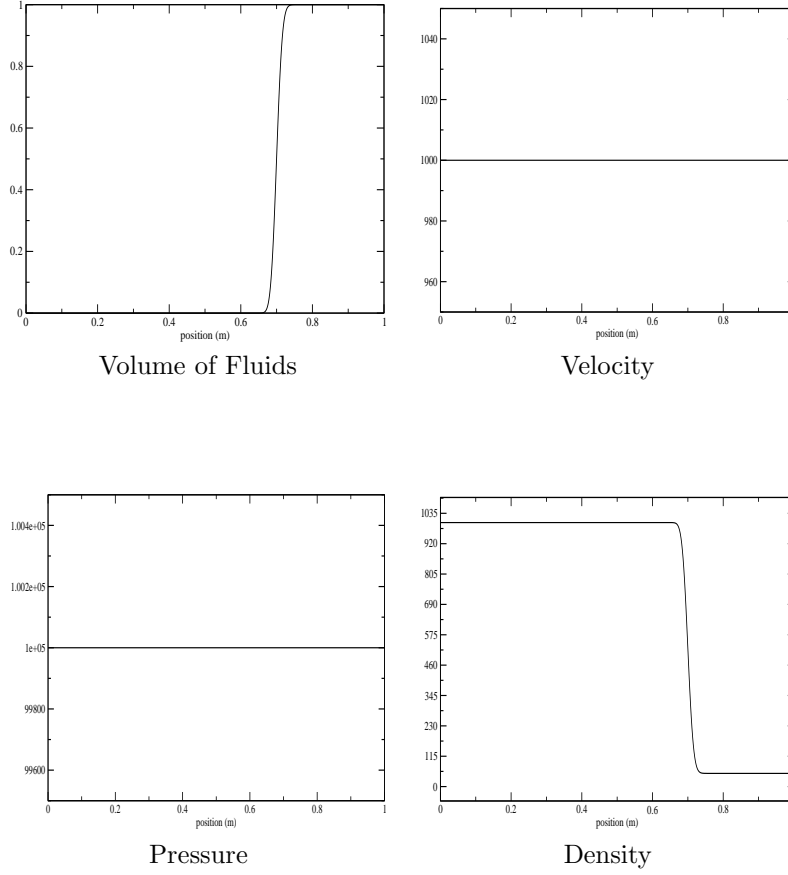 1
0.8
0.6
0.4
0.2
0
0 0.2 0.4 0.6 0.8 1
position (m)
Volume of Fluids
1040
1020
1000
980
960
0 0.2 0.4 0.6 0.8
position (m)
Velocity
1.004e+05
1.002e+05
1e+05
99800
99600
0 0.2 0.4 0.6 0.8 1
position (m)
Pressure
1035
920
805
690
575
460
345
230
115
0
0 0.2 0.4 0.6 0.8
position (m)
Density